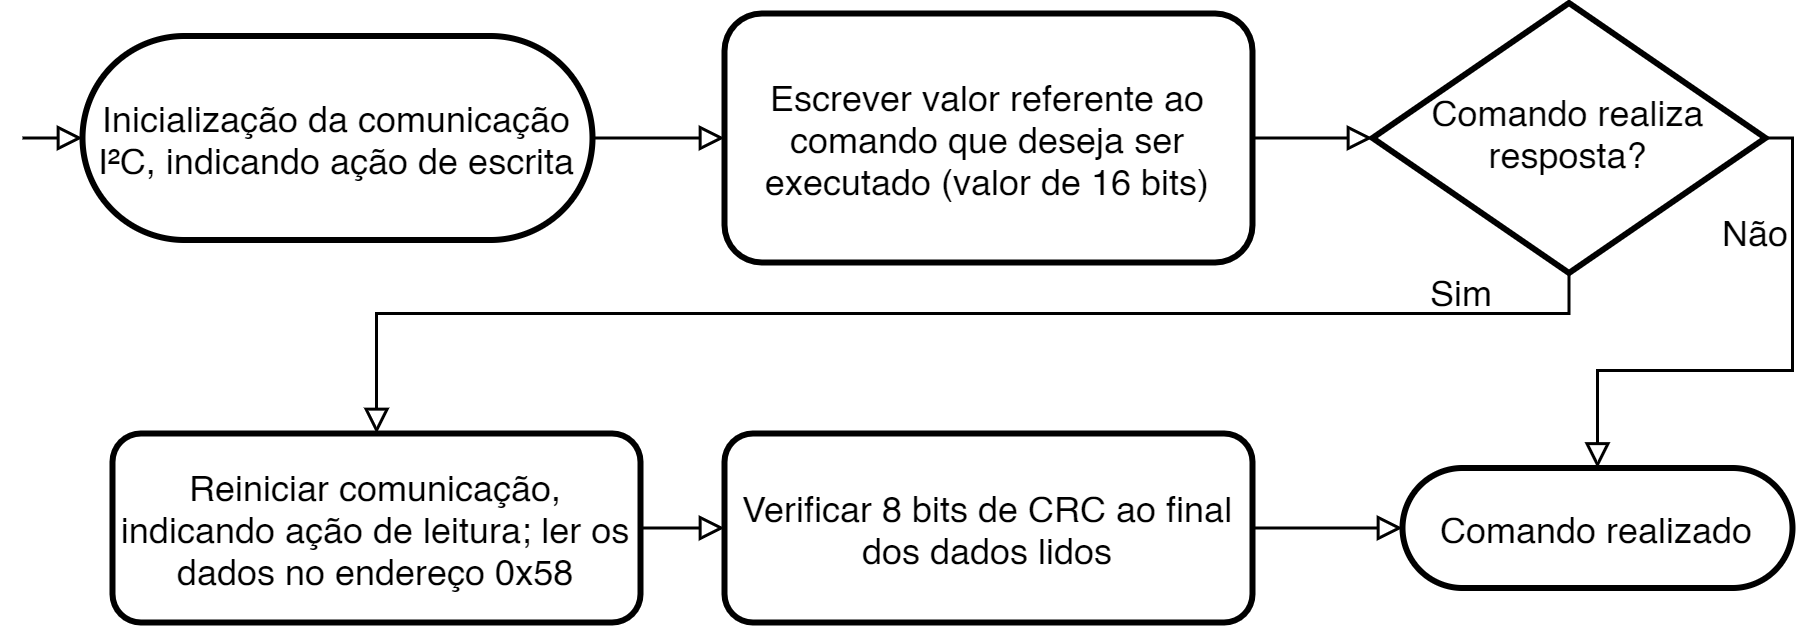 Inicialização da comunicação
I²C, indicando ação de escrita
Escrever valor referente ao
comando que deseja ser
executado (valor de 16 bits)
Comando realiza
resposta?
Não
Sim
Reiniciar comunicação,
indicando ação de leitura; ler os
dados no endereço 0x58
Verificar 8 bits de CRC ao final
dos dados lidos
Comando realizado